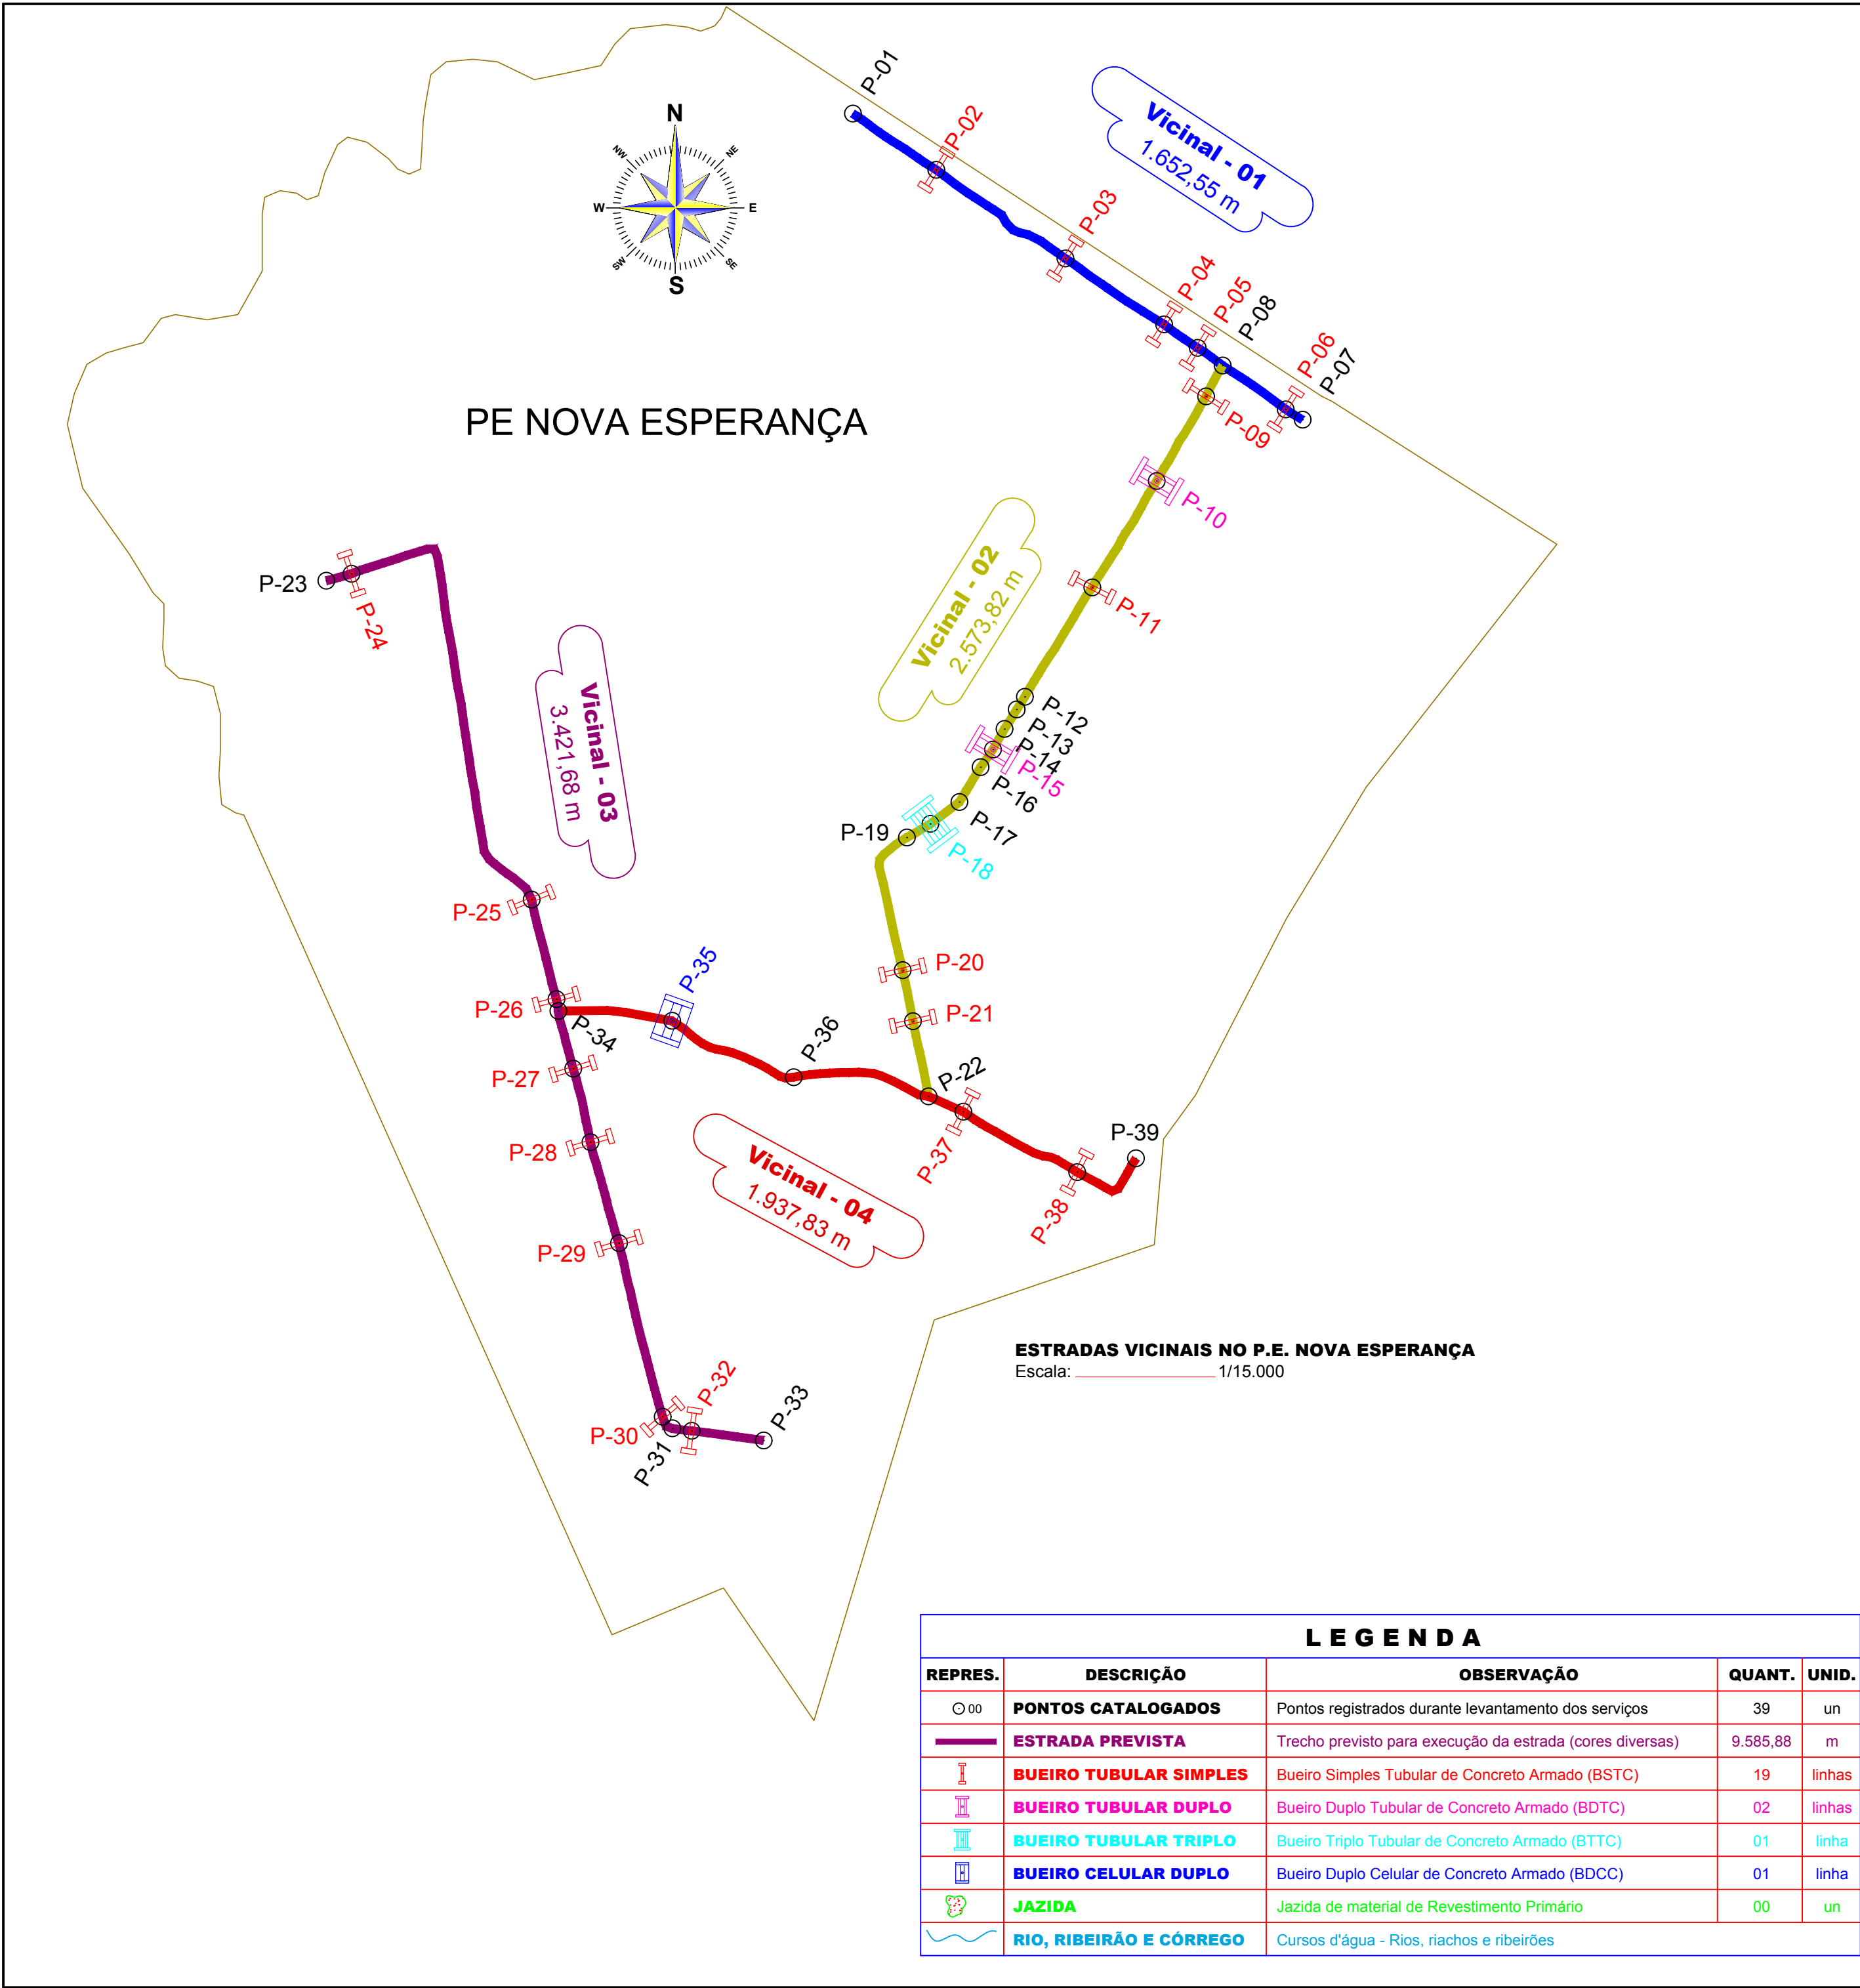 P-01
P-02
Vicinal - 01
1.652,55 m
N
NW
NE
W
E
SW
SE
S
P-03
P-04
P-05
P-08
P-06
P-07
PE NOVA ESPERANÇA
P-09
P-10
Vicinal - 02
2.573,82 m
P-23
P-24
P-11
Vicinal - 03
3.421,68 m
P-12
P-13
P-14
P-15
P-16
P-17
P-19
P-18
P-25
P-35
P-20
P-26
P-21
P-34
P-36
P-27
P-22
P-28
P-37
P-39
Vicinal - 04
1.937,83 m
P-38
P-29
ESTRADAS VICINAIS NO P.E. NOVA ESPERANÇA
Escala: 1/15.000
P-32
P-33
P-30
P-31
LEGENDA
REPRES. DESCRIÇÃO OBSERVAÇÃO QUANT. UNID.
00 PONTOS CATALOGADOS Pontos registrados durante levantamento dos serviços 39 un
ESTRADA PREVISTA Trecho previsto para execução da estrada (cores diversas) 9.585,88 m
BUEIRO TUBULAR SIMPLES Bueiro Simples Tubular de Concreto Armado (BSTC) 19 linhas
BUEIRO TUBULAR DUPLO Bueiro Duplo Tubular de Concreto Armado (BDTC) 02 linhas
BUEIRO TUBULAR TRIPLO Bueiro Triplo Tubular de Concreto Armado (BTTC) 01 linha
BUEIRO CELULAR DUPLO Bueiro Duplo Celular de Concreto Armado (BDCC) 01 linha
JAZIDA Jazida de material de Revestimento Primário 00 un
RIO, RIBEIRÃO E CÓRREGO Cursos d'água - Rios, riachos e ribeirões